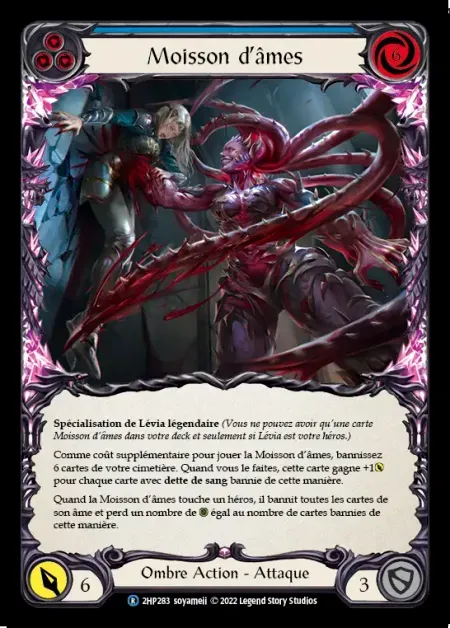 Moisson d'âmes
6
Spécialisation de Lévia légendaire (Vous ne pouvez avoir qu'une carte
Moisson d'âmes dans votre deck et seulement si Lévia est votre héros.)
Comme coût supplémentaire pour jouer la Moisson d'âmes, bannissez
6 cartes de votre cimetière. Quand vous le faites, cette carte gagne +1
pour chaque carte avec dette de sang bannie de cette manière.
Quand la Moisson d'âmes touche un héros, il bannit toutes les cartes de
son âme et perd un nombre de égal au nombre de cartes bannies de
cette manière.
6
Ombre Action - Attaque
3
R 2HP283 soyameii © 2022 Legend Story Studios